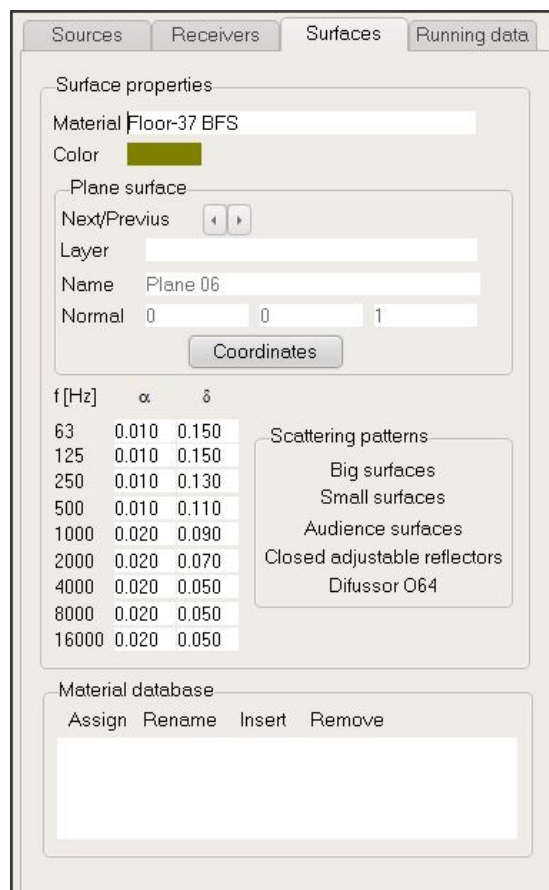 Sources Receivers Surfaces Running data
Surface properties
Material Floor-37 BFS
Color
Plane surface
Next/Previus
Layer
Name Plane 06
Normal 0 0 1
Coordinates
f [Hz] α δ
63 0.010 0.150
125 0.010 0.150
250 0.010 0.130
500 0.010 0.110
1000 0.020 0.090
2000 0.020 0.070
4000 0.020 0.050
8000 0.020 0.050
16000 0.020 0.050
Scattering patterns
Big surfaces
Small surfaces
Audience surfaces
Closed adjustable reflectors
Difussor O64
Material database
Assign Rename Insert Remove